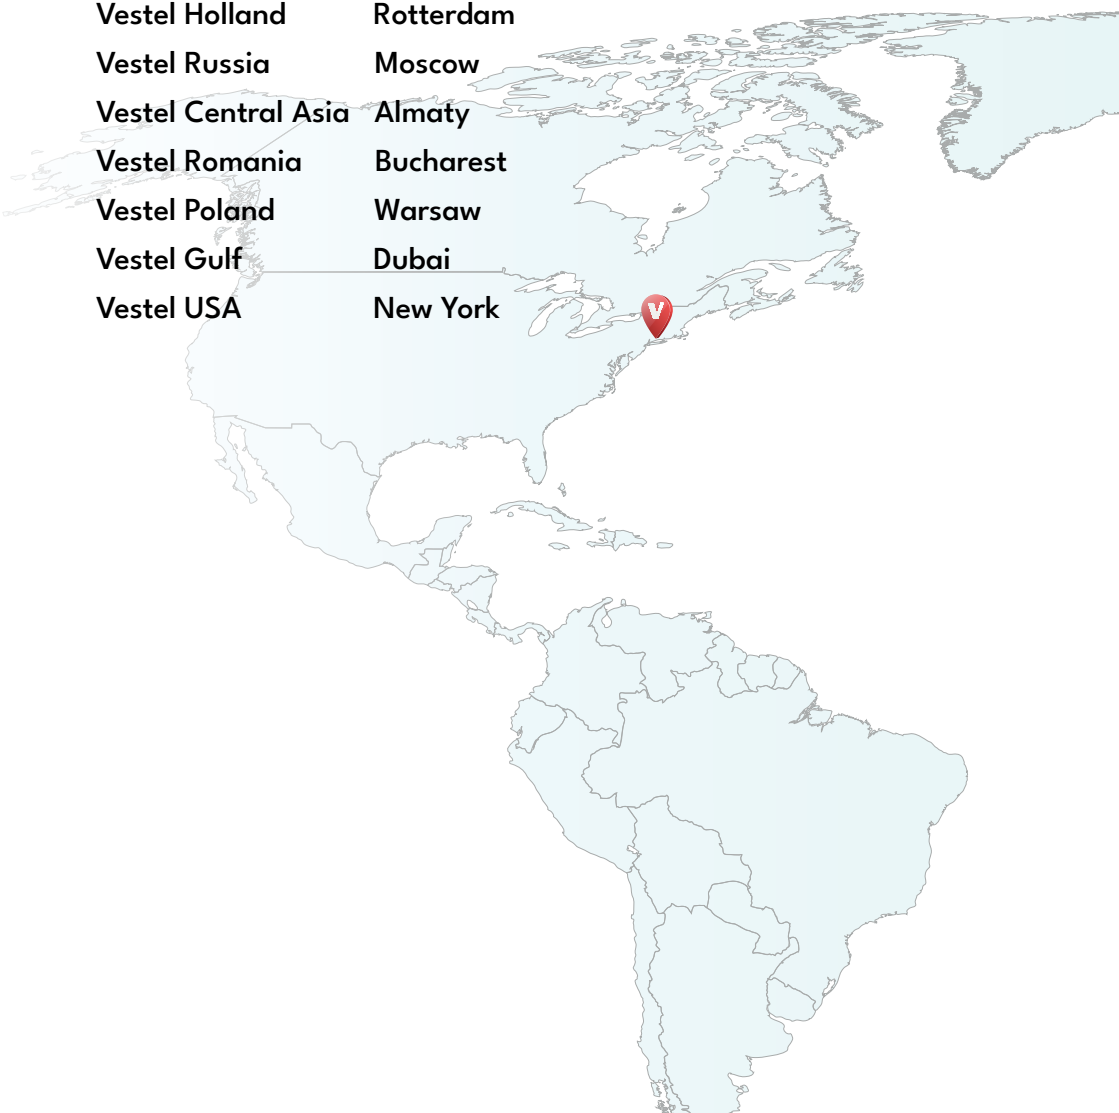 Vestel Holland Rotterdam
Vestel Russia Moscow
Vestel Central Asia Almaty
Vestel Romania Bucharest
Vestel Poland Warsaw
Vestel Gulf Dubai
Vestel USA New York
V